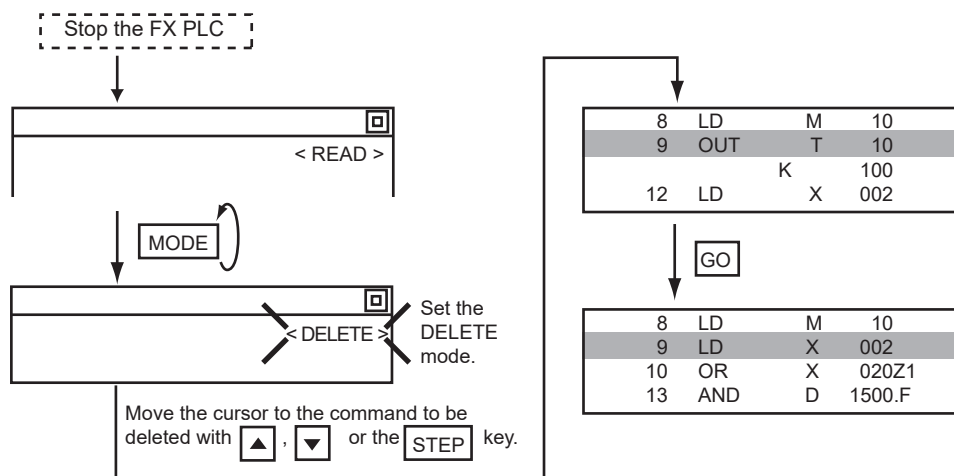 Stop the FX PLC
< READ >
MODE
< DELETE >
Set the
DELETE
mode.
Move the cursor to the command to be
deleted with ▲ , ▼ or the STEP key.
8 LD M 10
9 OUT T 10
K 100
12 LD X 002
GO
8 LD M 10
9 LD X 002
10 OR X 020Z1
13 AND D 1500.F